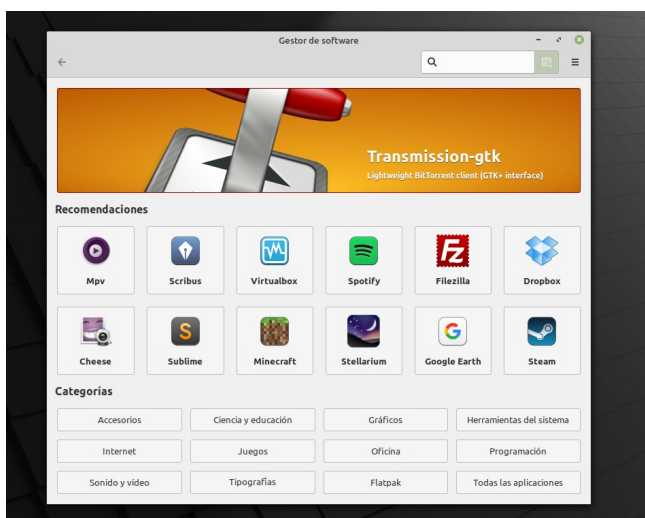 Gestor de software
Transmission-gtk
Lightweight BitTorrent client (GTK+ interface)
Recomendaciones
Mpv Scribus Virtualbox Spotify Filezilla Dropbox
Cheese Sublime Minecraft Stellarium Google Earth Steam
Categorías
Accesorios Ciencia y educación Gráficos Herramientas del sistema
Internet Juegos Oficina Programación
Sonido y vídeo Tipografías Flatpak Todas las aplicaciones